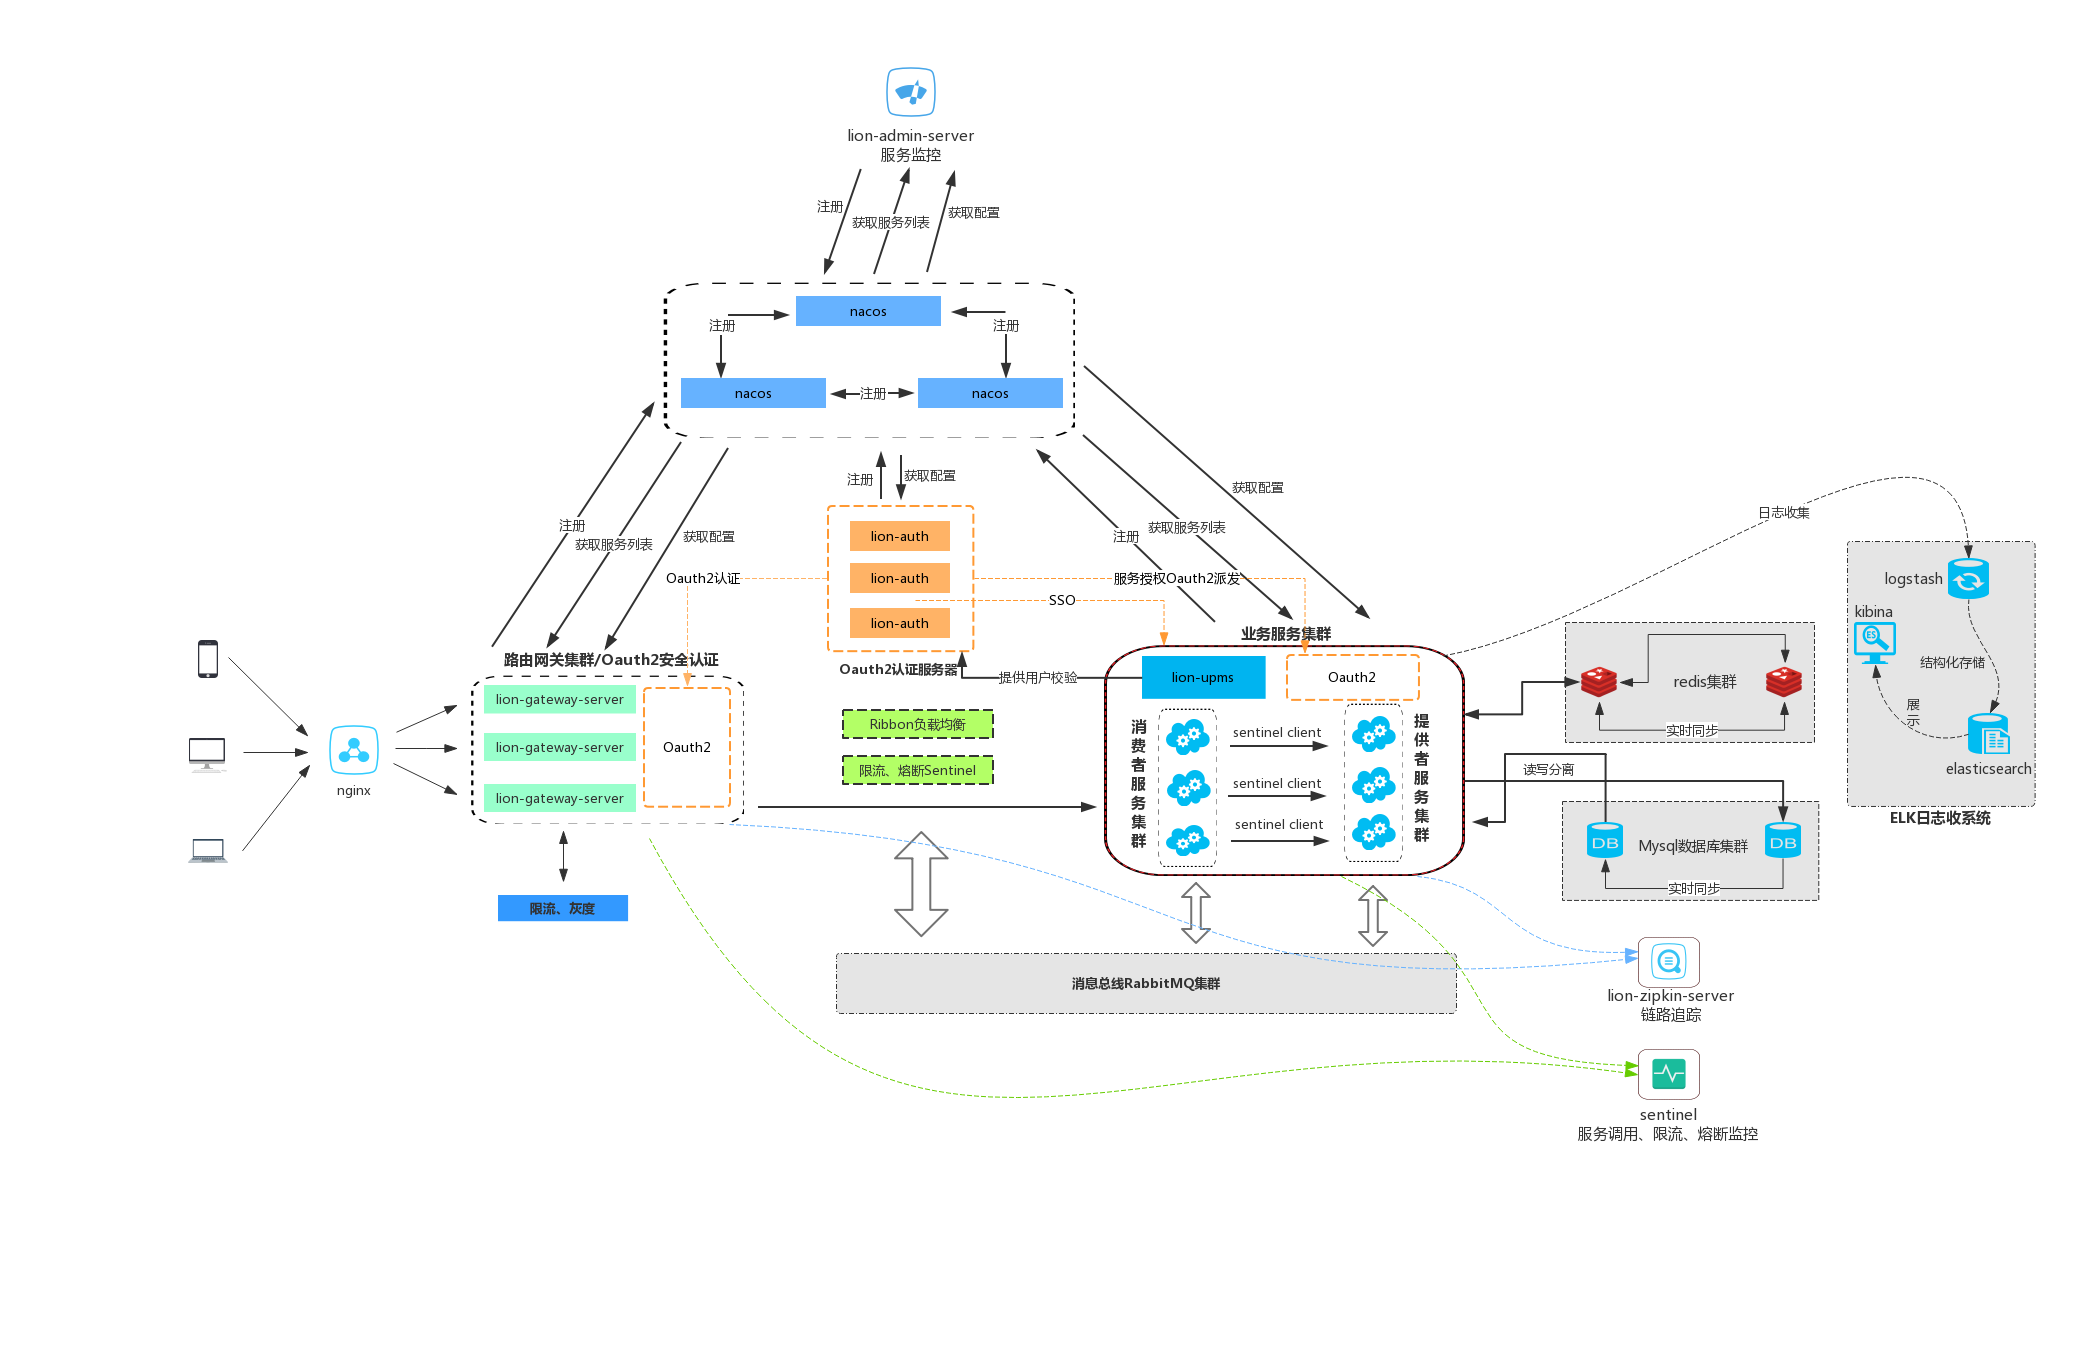 lion-admin-server
服务监控
注册
获取服务列表
获取配置
nacos
注册
注册
nacos
注册
nacos
注册
获取配置
注册
获取服务列表
获取配置
获取配置
获取服务列表
注册
lion-auth
lion-auth
lion-auth
Oauth2认证服务器
Oauth2认证
服务授权Oauth2派发
SSO
提供用户校验
路由网关集群/Oauth2安全认证
lion-gateway-server
lion-gateway-server
lion-gateway-server
Oauth2
nginx
限流、灰度
Ribbon负载均衡
限流、熔断Sentinel
业务服务集群
lion-upms
Oauth2
消费者服务集群
sentinel client
sentinel client
sentinel client
提供者服务集群
日志收集
logstash
kibina
ES
结构化存储
展示
elasticsearch
ELK日志收系统
redis集群
实时同步
读写分离
DB
Mysql数据库集群
DB
实时同步
消息总线RabbitMQ集群
lion-zipkin-server
链路追踪
sentinel
服务调用、限流、熔断监控